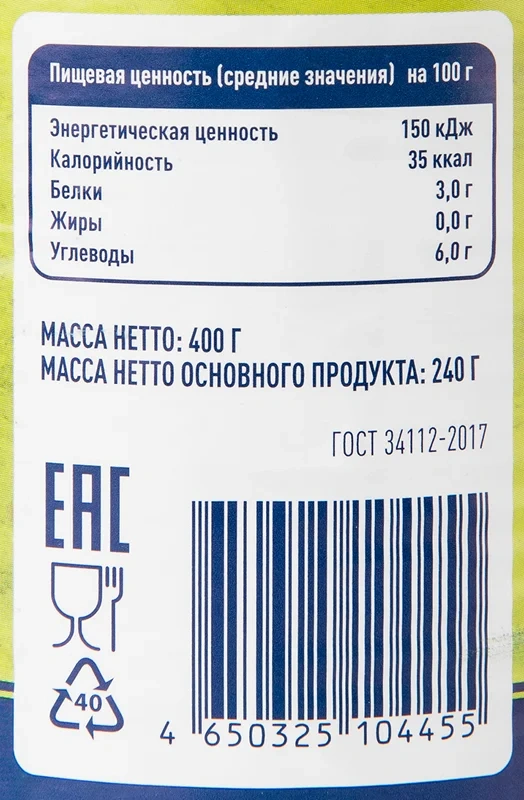 Пищевая ценность (средние значения) на 100 г
Энергетическая ценность 150 кДж
Калорийность 35 ккал
Белки 3,0 г
Жиры 0,0 г
Углеводы 6,0 г
МАССА НЕТТО: 400 Г
МАССА НЕТТО ОСНОВНОГО ПРОДУКТА: 240 Г
ГОСТ 34112-2017
ЕАС
40
4 650325 104455